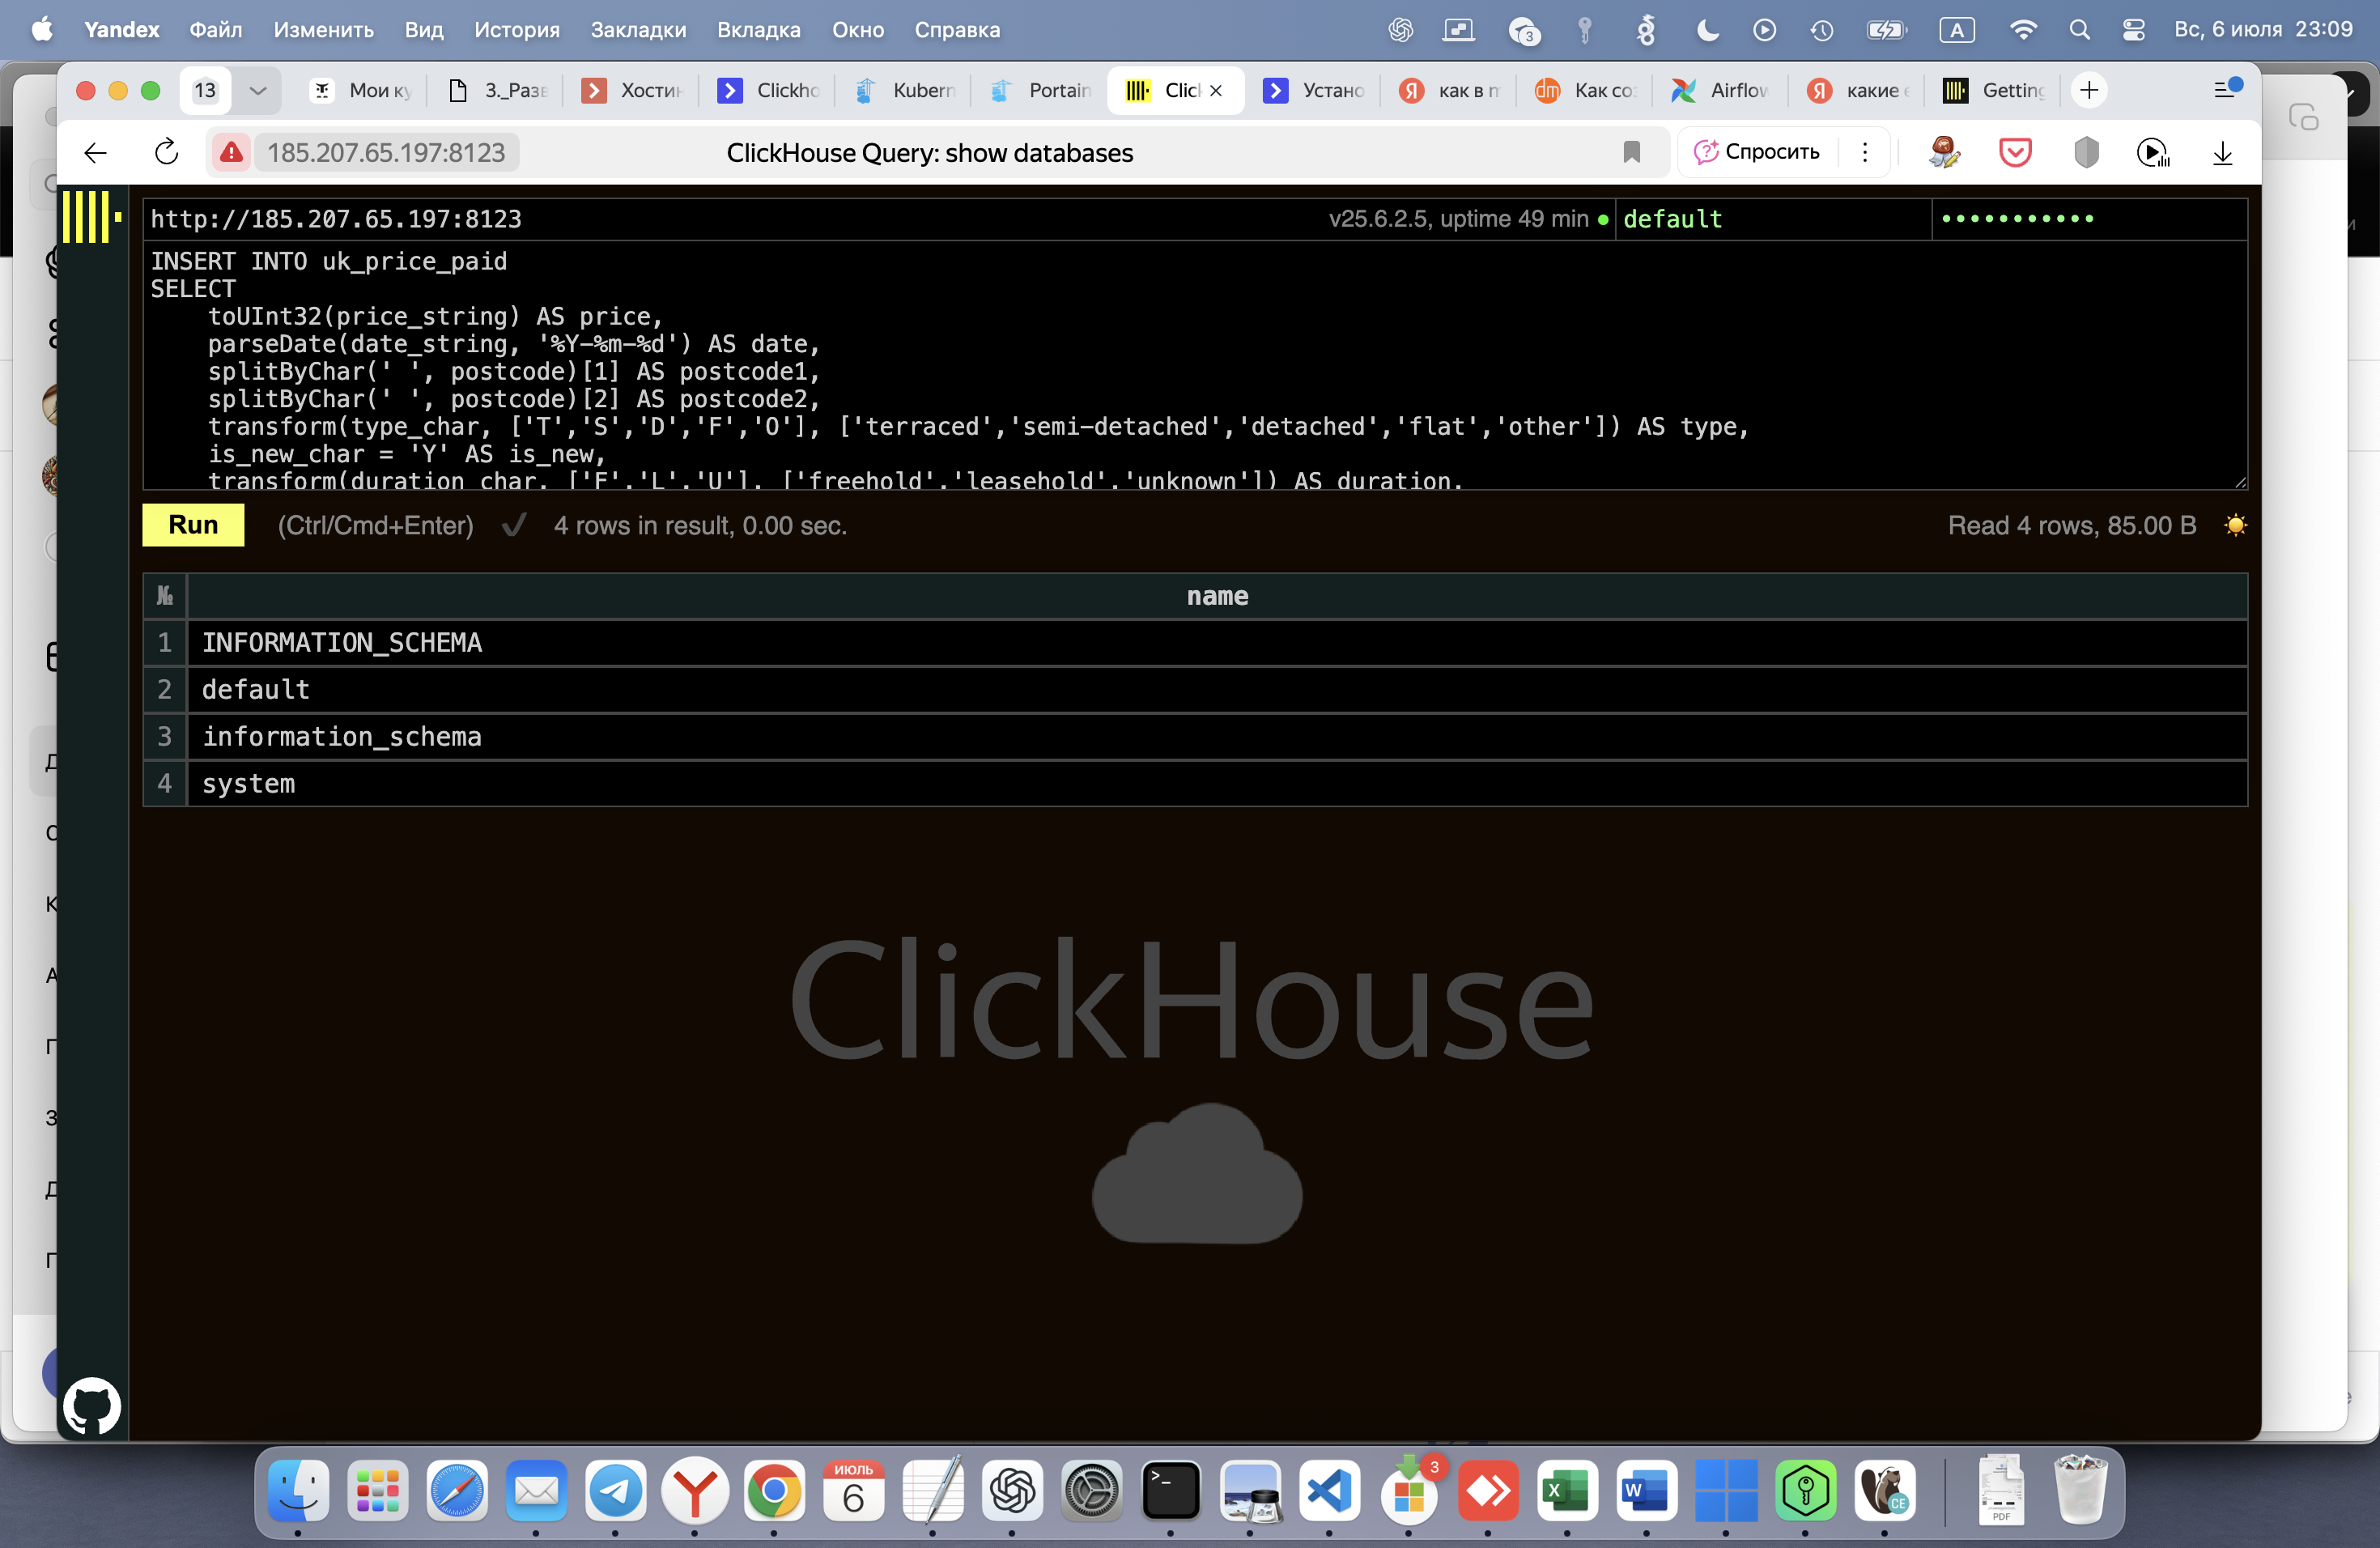 Yandex Файл Изменить Вид История Закладки Вкладка Окно Справка 3 A Вс, 6 июля 23:09
13 Мои ку 3._Разв Хостин Clickho Kubern Portain Clic Устано как в п Как со Airflow какие Getting
185.207.65.197:8123 ClickHouse Query: show databases Спросить
http://185.207.65.197:8123 v25.6.2.5, uptime 49 min default
INSERT INTO uk_price_paid
SELECT
toUInt32(price_string) AS price,
parseDate(date_string, '%Y-%m-%d') AS date,
splitByChar(' ', postcode)[1] AS postcode1,
splitByChar(' ', postcode)[2] AS postcode2,
transform(type_char, ['T','S','D','F','O'], ['terraced','semi-detached','detached','flat','other']) AS type,
is_new_char = 'Y' AS is_new,
transform(duration_char, ['F','L','U'], ['freehold','leasehold','unknown']) AS duration,
Run (Ctrl/Cmd+Enter) ✓ 4 rows in result, 0.00 sec. Read 4 rows, 85.00 B
№ name
1 INFORMATION_SCHEMA
2 default
3 information_schema
4 system
ClickHouse
ИЮЛЬ
6
3
PDF